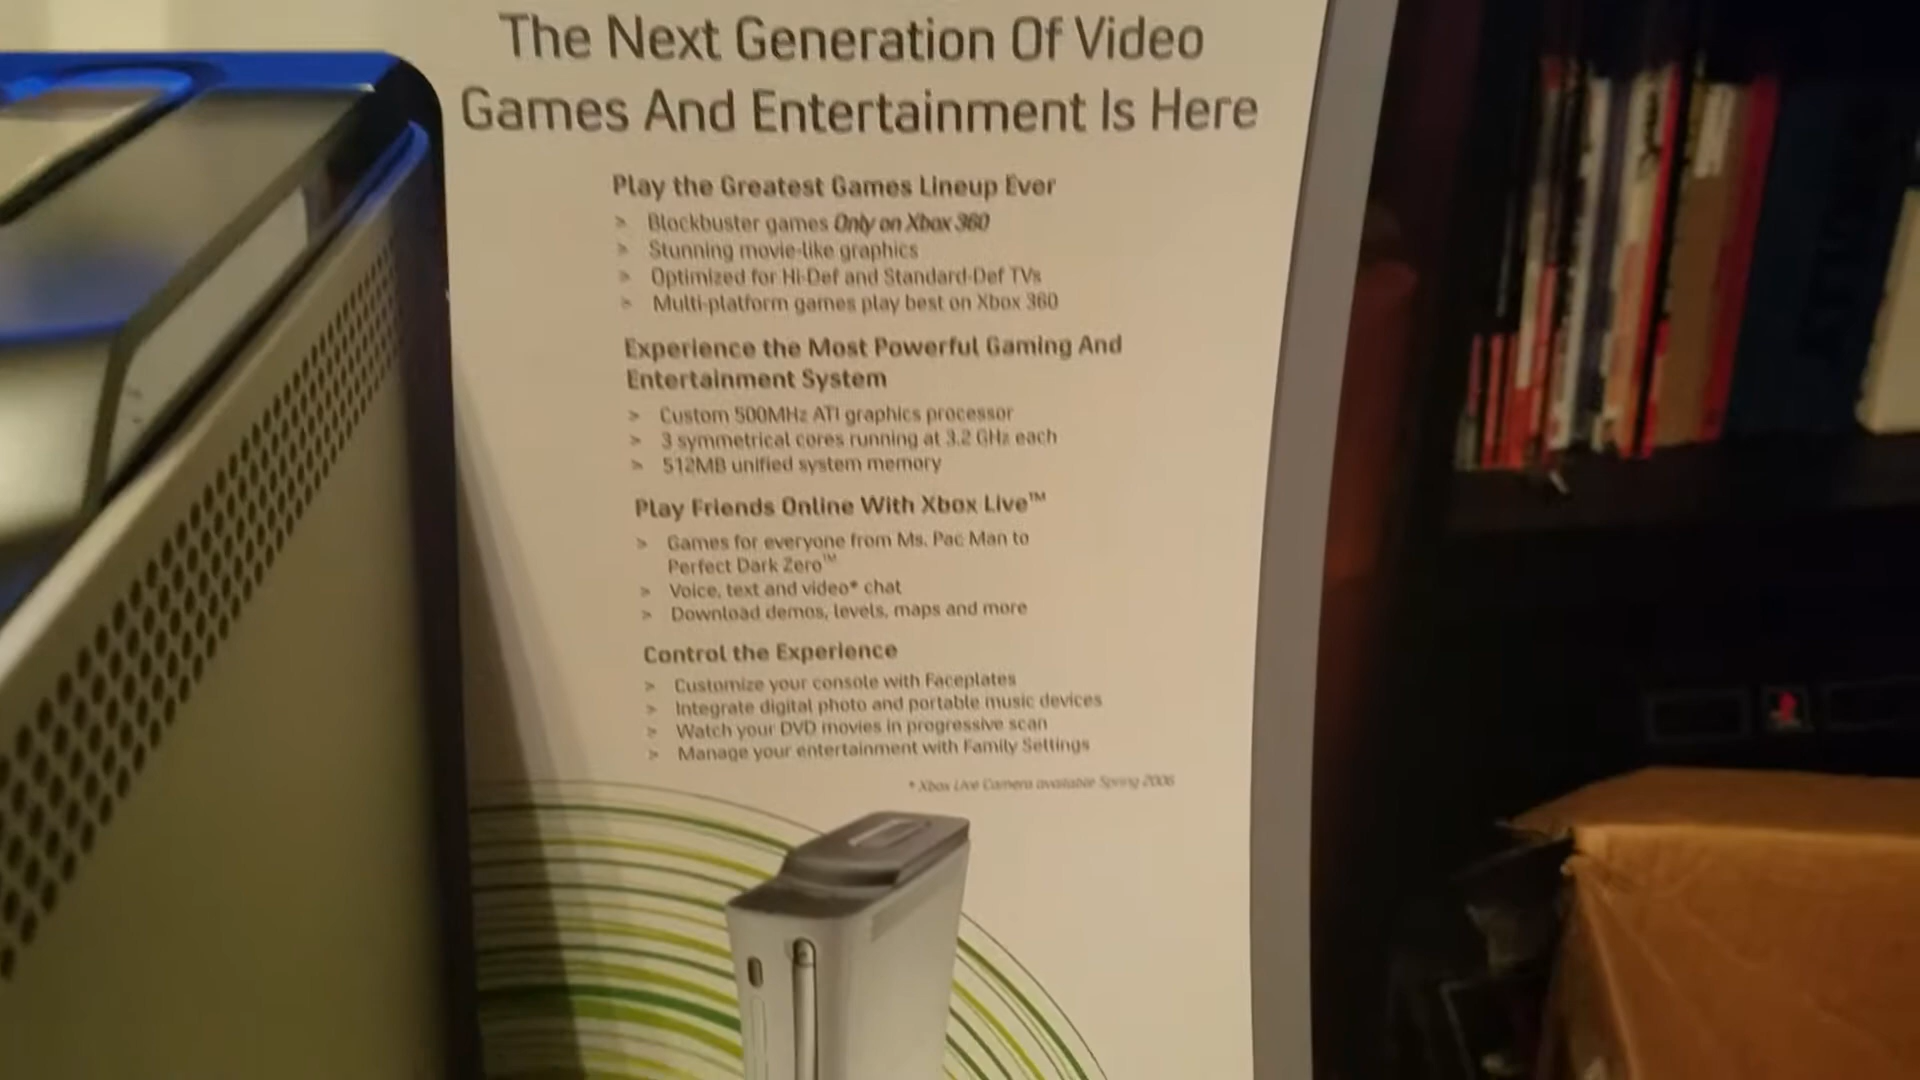 The Next Generation Of Video
Games And Entertainment Is Here
Play the Greatest Games Lineup Ever
> Blockbuster games Only on Xbox 360
> Stunning movie-like graphics
> Optimized for Hi-Def and Standard-Def TVs
> Multi-platform games play best on Xbox 360
Experience the Most Powerful Gaming And
Entertainment System
> Custom 500MHz ATI graphics processor
> 3 symmetrical cores running at 3.2 GHz each
> 512MB unified system memory
Play Friends Online With Xbox Live™
> Games for everyone from Ms. Pac Man to
Perfect Dark Zero™
> Voice, text and video* chat
> Download demos, levels, maps and more
Control the Experience
> Customize your console with Faceplates
> Integrate digital photo and portable music devices
> Watch your DVD movies in progressive scan
> Manage your entertainment with Family Settings
* Xbox Live Camera available Spring 2006